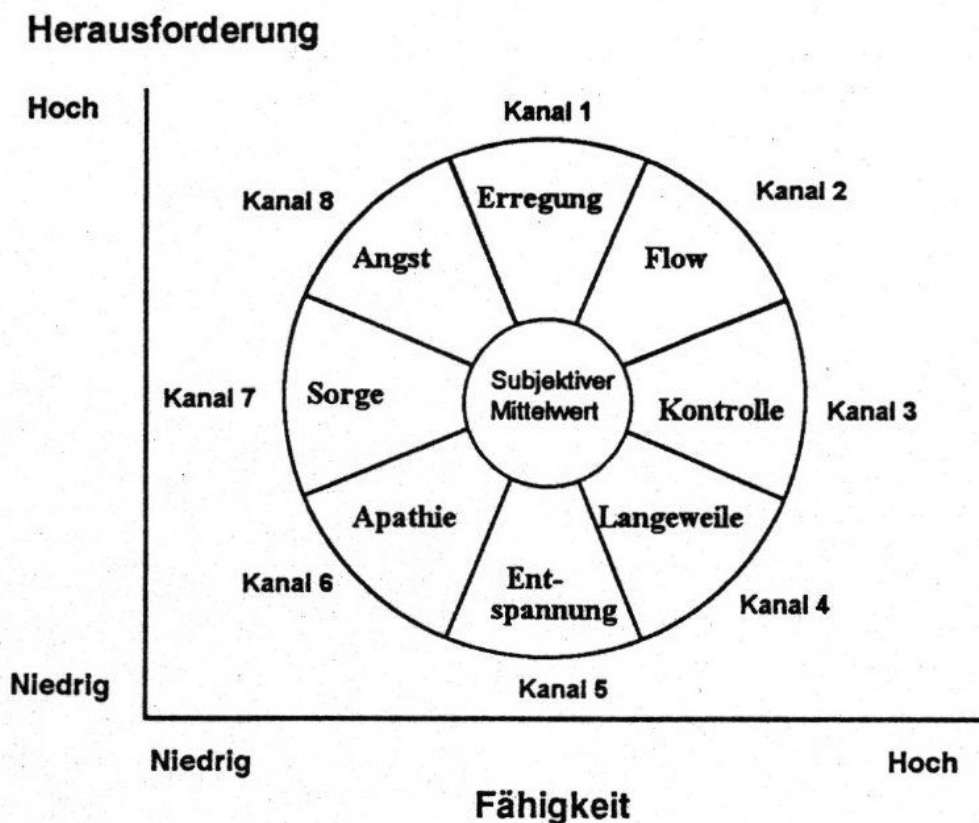 Herausforderung
Hoch
Kanal 1
Kanal 8
Kanal 2
Erregung
Angst
Flow
Kanal 7
Sorge
Subjektiver
Mittelwert
Kontrolle
Kanal 3
Apathie
Langeweile
Kanal 6
Ent-
spannung
Kanal 4
Niedrig
Kanal 5
Niedrig
Hoch
Fähigkeit